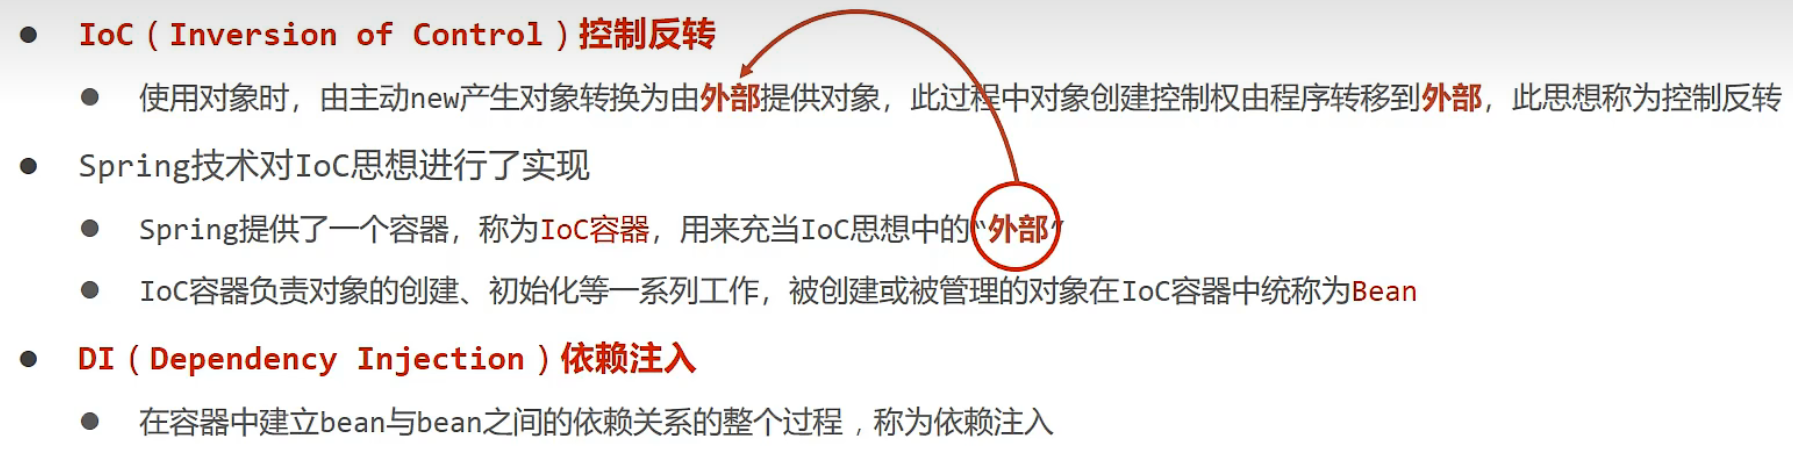 IoC（Inversion of Control）控制反转
使用对象时，由主动new产生对象转换为由外部提供对象，此过程中对象创建控制权由程序转移到外部，此思想称为控制反转
Spring技术对IoC思想进行了实现
Spring提供了一个容器，称为IoC容器，用来充当IoC思想中的“外部”
IoC容器负责对象的创建、初始化等一系列工作，被创建或被管理的对象在IoC容器中统称为Bean
DI（Dependency Injection）依赖注入
在容器中建立bean与bean之间的依赖关系的整个过程，称为依赖注入